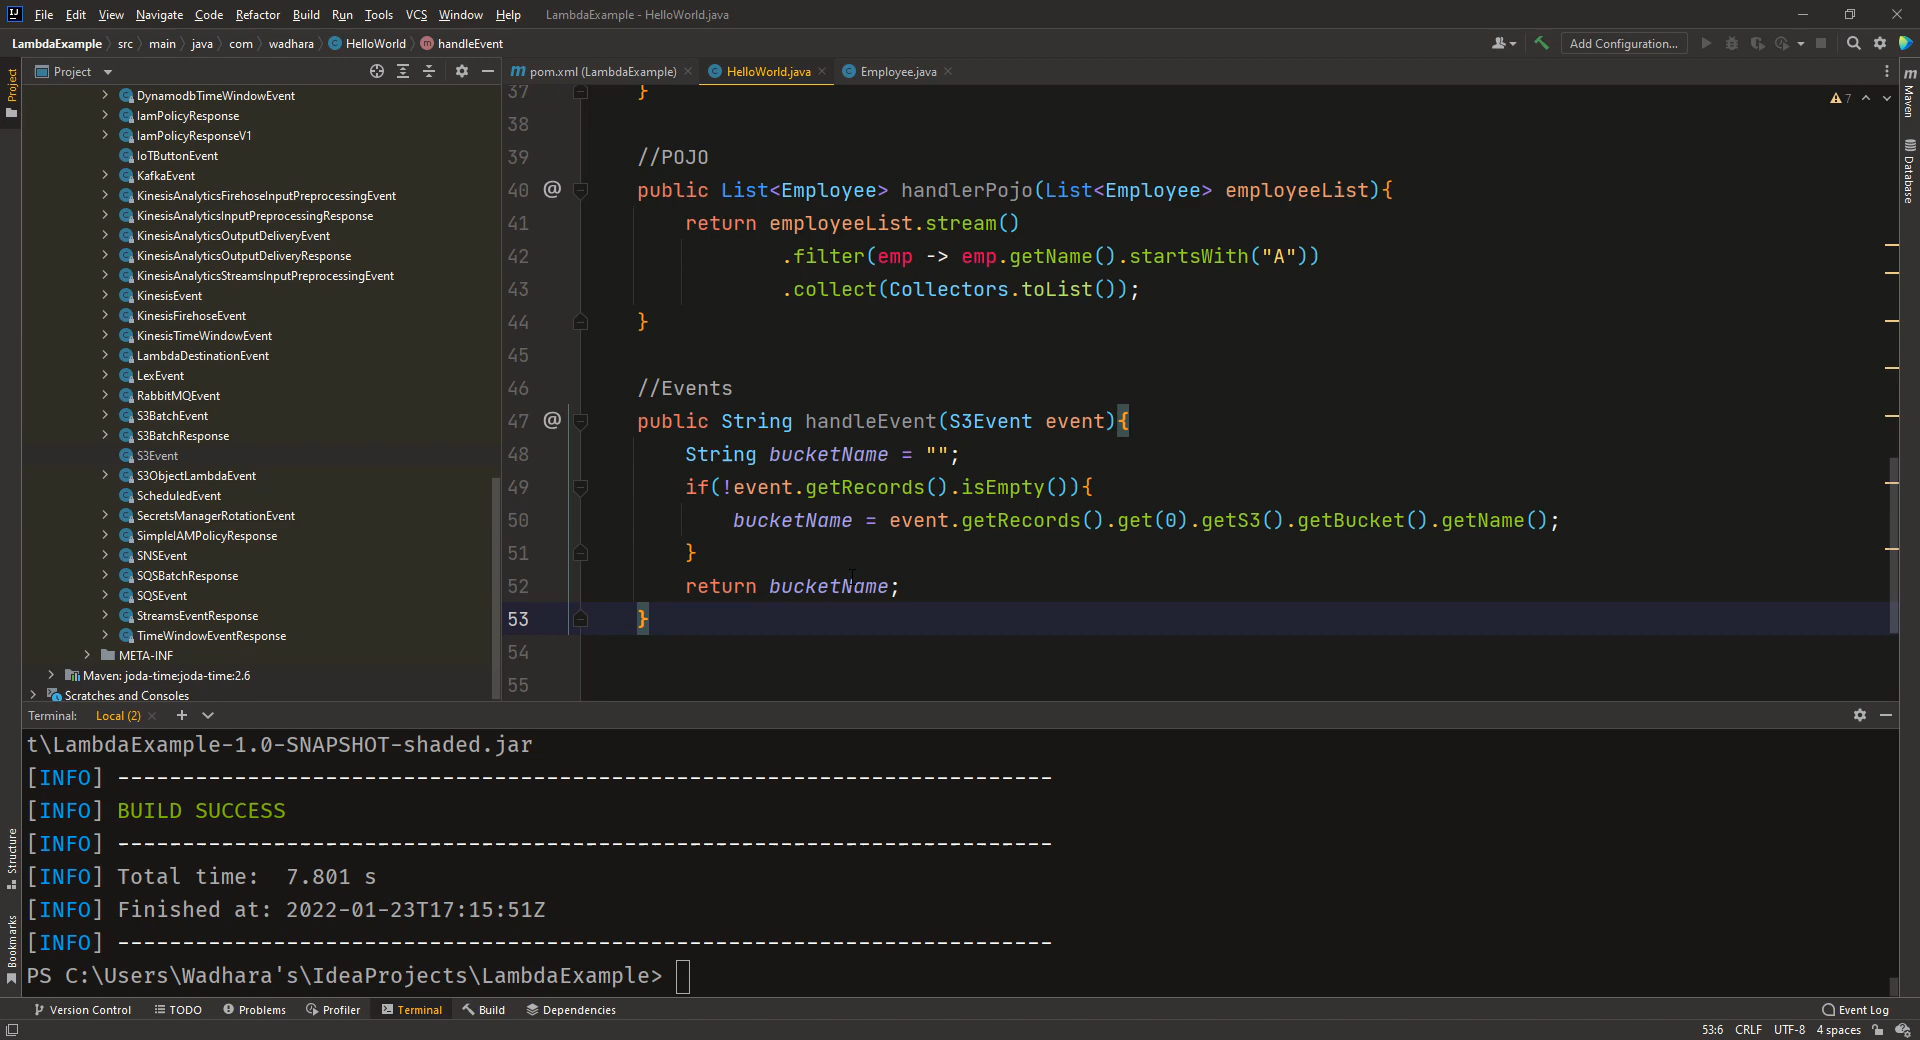 File Edit View Navigate Code Refactor Build Run Tools VCS Window Help LambdaExample - HelloWorld.java
LambdaExample src main java com wadhara HelloWorld handleEvent
Add Configuration...
Project
pom.xml (LambdaExample) HelloWorld.java Employee.java
DynamodbTimeWindowEvent
IamPolicyResponse
IamPolicyResponseV1
IoTButtonEvent
KafkaEvent
KinesisAnalyticsFirehoseInputPreprocessingEvent
KinesisAnalyticsInputPreprocessingResponse
KinesisAnalyticsOutputDeliveryEvent
KinesisAnalyticsOutputDeliveryResponse
KinesisAnalyticsStreamsInputPreprocessingEvent
KinesisEvent
KinesisFirehoseEvent
KinesisTimeWindowEvent
LambdaDestinationEvent
LexEvent
RabbitMQEvent
S3BatchEvent
S3BatchResponse
S3Event
S3ObjectLambdaEvent
ScheduledEvent
SecretsManagerRotationEvent
SimpleIAMPolicyResponse
SNSEvent
SQSBatchResponse
SQSEvent
StreamsEventResponse
TimeWindowEventResponse
META-INF
Maven: joda-time:joda-time:2.6
Scratches and Consoles
37 }
38
39 //POJO
40 @ public List<Employee> handlerPojo(List<Employee> employeeList){
41 return employeeList.stream()
42 .filter(emp -> emp.getName().startsWith("A"))
43 .collect(Collectors.toList());
44 }
45
46 //Events
47 @ public String handleEvent(S3Event event){
48 String bucketName = "";
49 if(!event.getRecords().isEmpty()){
50 bucketName = event.getRecords().get(0).getS3().getBucket().getName();
51 }
52 return bucketName;
53 }
54
55
7
Project
Structure
Bookmarks
m Maven
Database
Terminal: Local (2)
t\LambdaExample-1.0-SNAPSHOT-shaded.jar
[INFO] ------------------------------------------------------------------------
[INFO] BUILD SUCCESS
[INFO] ------------------------------------------------------------------------
[INFO] Total time:  7.801 s
[INFO] Finished at: 2022-01-23T17:15:51Z
[INFO] ------------------------------------------------------------------------
PS C:\Users\Wadhara's\IdeaProjects\LambdaExample>
Version Control TODO Problems Profiler Terminal Build Dependencies Event Log
53:6 CRLF UTF-8 4 spaces